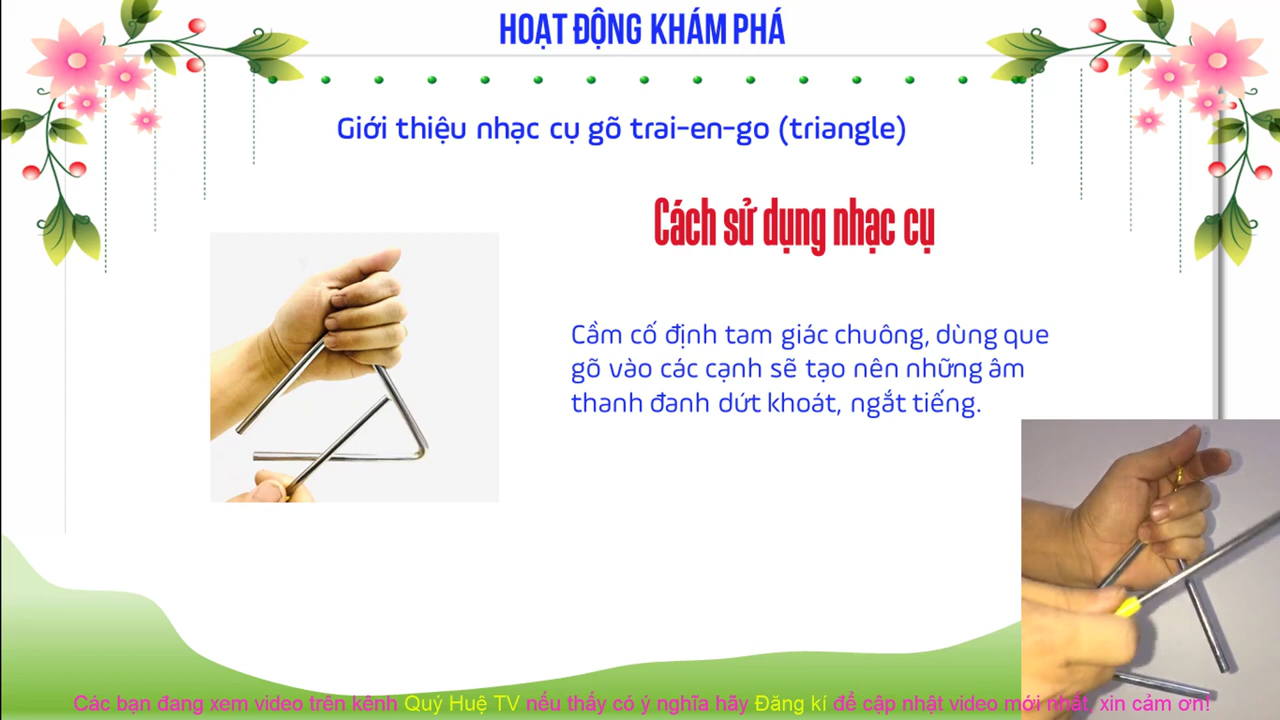 HOẠT ĐỘNG KHÁM PHÁ
Giới thiệu nhạc cụ gõ trai-en-go (triangle)
Cách sử dụng nhạc cụ
Cầm cố định tam giác chuông, dùng que
gõ vào các cạnh sẽ tạo nên những âm
thanh đanh dứt khoát, ngắt tiếng.
Các bạn đang xem video trên kênh Quý Huệ TV nếu thấy có ý nghĩa hãy Đăng kí để cập nhật video mới nhất xin cảm ơn!